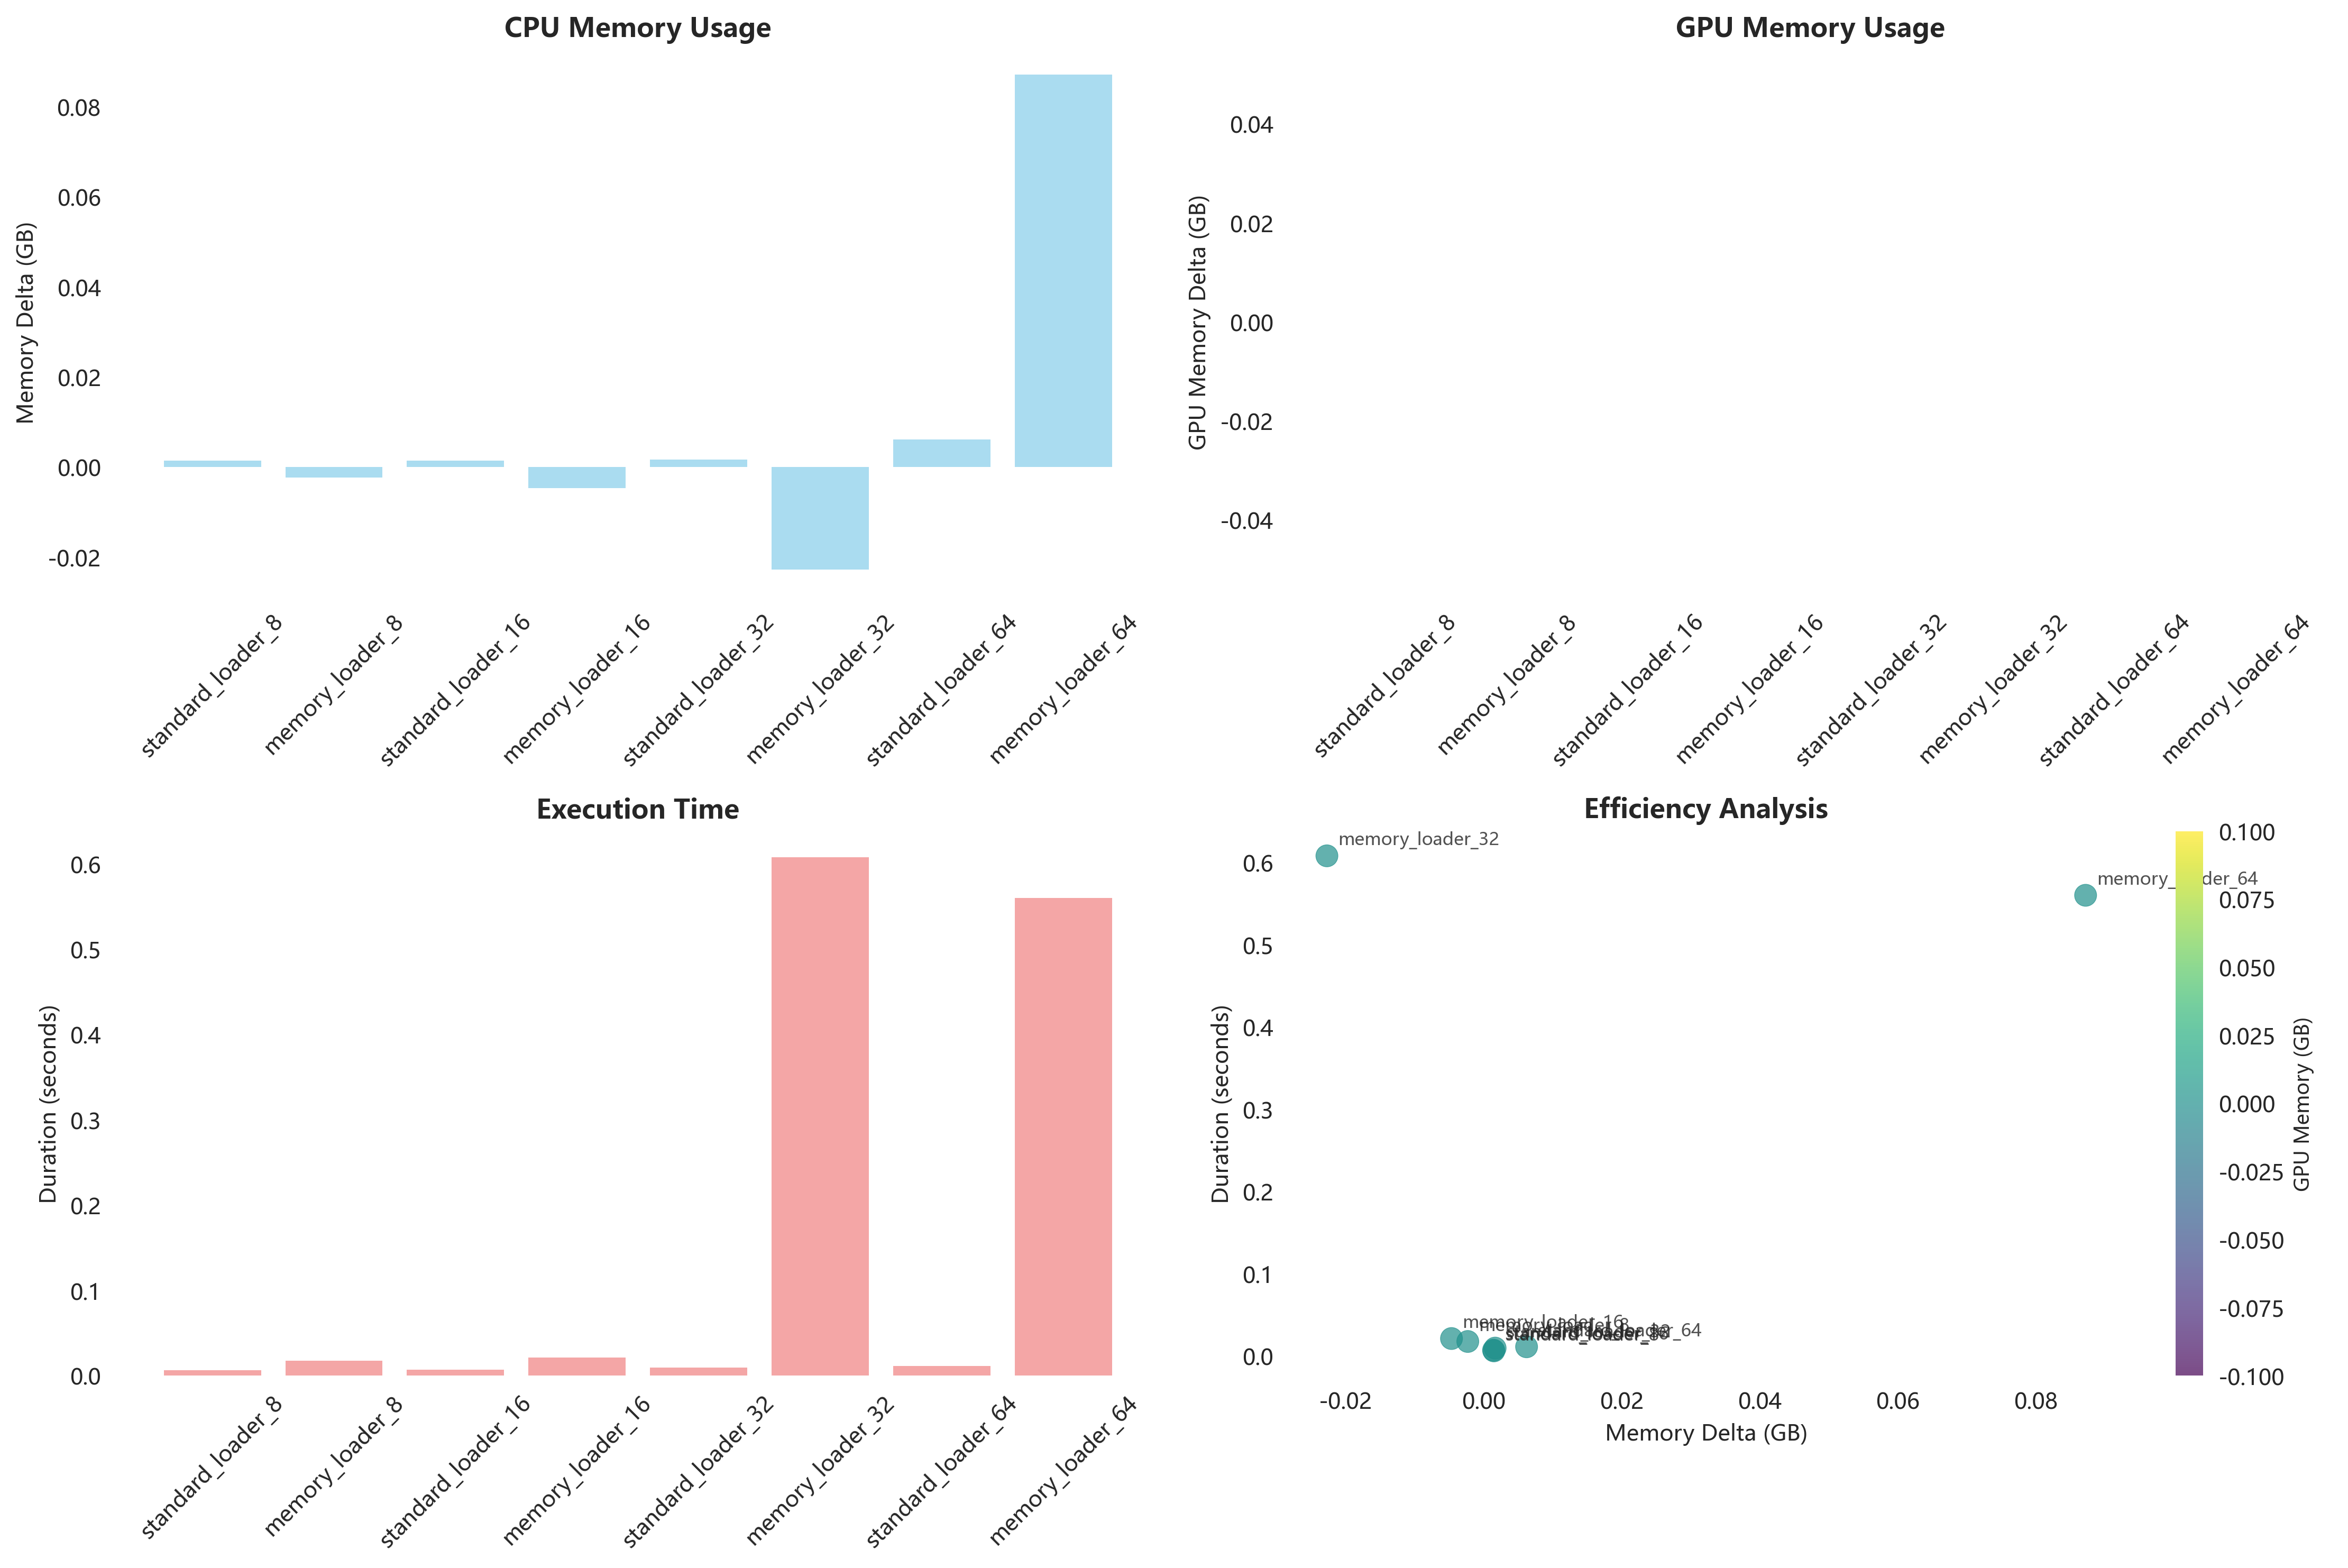 CPU Memory Usage
Memory Delta (GB)
0.08
0.06
0.04
0.02
0.00
-0.02
standard_loader_8
memory_loader_8
standard_loader_16
memory_loader_16
standard_loader_32
memory_loader_32
standard_loader_64
memory_loader_64
GPU Memory Usage
GPU Memory Delta (GB)
0.04
0.02
0.00
-0.02
-0.04
standard_loader_8
memory_loader_8
standard_loader_16
memory_loader_16
standard_loader_32
memory_loader_32
standard_loader_64
memory_loader_64
Execution Time
Duration (seconds)
0.6
0.5
0.4
0.3
0.2
0.1
0.0
standard_loader_8
memory_loader_8
standard_loader_16
memory_loader_16
standard_loader_32
memory_loader_32
standard_loader_64
memory_loader_64
Efficiency Analysis
Duration (seconds)
0.6
0.5
0.4
0.3
0.2
0.1
0.0
memory_loader_32
memory_loader_64
memory_loader_16
memory_loader_8
-0.02
0.00
0.02
0.04
0.06
0.08
Memory Delta (GB)
0.100
0.075
0.050
0.025
0.000
-0.025
-0.050
-0.075
-0.100
GPU Memory (GB)